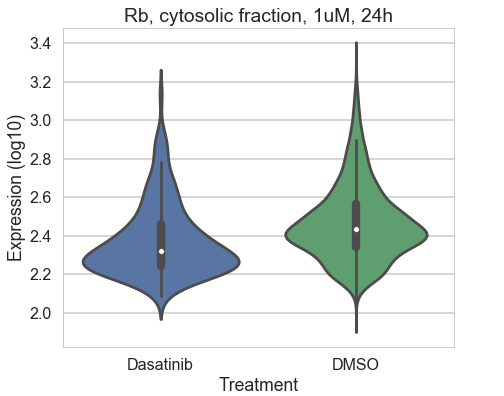 Rb, cytosolic fraction, 1uM, 24h
Expression (log10)
3.4
3.2
3.0
2.8
2.6
2.4
2.2
2.0
Dasatinib
DMSO
Treatment